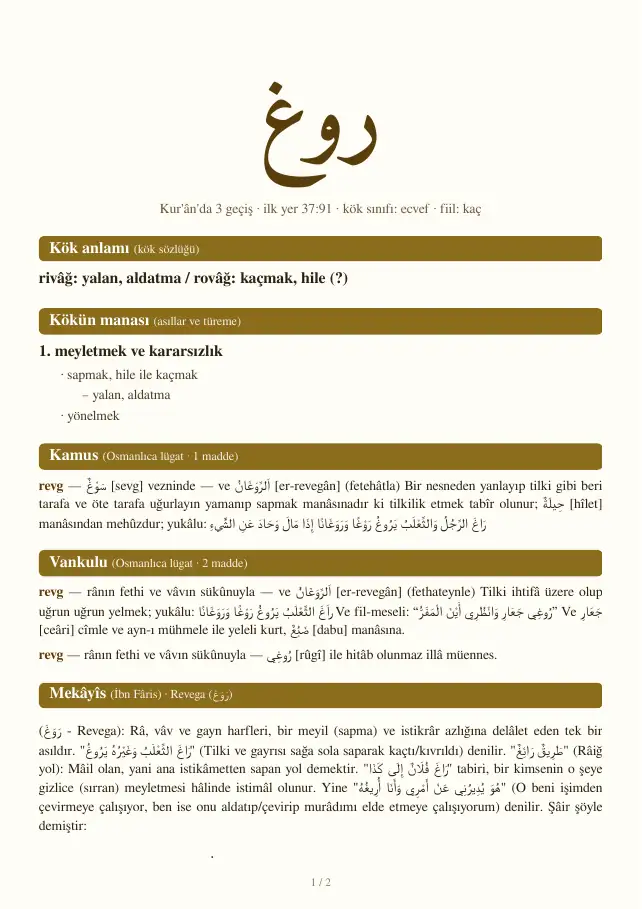 روغ
Kur'ân'da 3 geçiş · ilk yer 37:91 · kök sınıfı: ecvef · fiil: kaç
Kök anlamı (kök sözlüğü)
rivâğ: yalan, aldatma / rovâğ: kaçmak, hile (?)
Kökün manası (asıllar ve türeme)
1. meyletmek ve kararsızlık
· sapmak, hile ile kaçmak
– yalan, aldatma
· yönelmek
Kamus (Osmanlıca lügat · 1 madde)
revg — سَوْغٌ [sevg] vezninde — ve اَلرَّوَغَانُ [er-revegân] (fetehâtla) Bir nesneden yanlayıp tilki gibi beri
tarafa ve öte tarafa uğurlayın yamanıp sapmak manâsınadır ki tilkilik etmek tabîr olunur; حِيلَةٌ [hîlet]
manâsından mehûzdur; yukâlu: رَاغَ الرَّجُلُ وَالثَّعْلَبُ يَرُوغُ رَوْغًا وَرَوَغَانًا إِذَا مَالَ وَحَادَ عَنِ الشَّيْءِ
Vankulu (Osmanlıca lügat · 2 madde)
revg — rânın fethi ve vâvın sükûnuyla — ve اَلرَّوَغَانُ [er-revegân] (fethateynle) Tilki ihtifâ üzere olup
uğrun uğrun yelmek; yukâlu: رَاغَ الثَّعْلَبُ يَرُوغُ رَوْغًا وَرَوَغَانًا Ve fil-meseli: “رُوغِي جَعَارِ وَانْظُرِي أَيْنَ الْمَفَرُّ” Ve جَعَارِ
[ceâri] cîmle ve ayn-ı mühmele ile yeleli kurt, ضَبُعٌ [dabu] manâsına.
revg — rânın fethi ve vâvın sükûnuyla — رُوغِي [rûgî] ile hitâb olunmaz illâ müennes.
Mekâyîs (İbn Fâris) · Revega (رَوَغَ)
(رَوَغَ - Revega): Râ, vâv ve gayn harfleri, bir meyil (sapma) ve istikrâr azlığına delâlet eden tek bir
asıldır. "رَاغَ الثَّعْلَبُ وَغَيْرُهُ يَرُوغُ" (Tilki ve gayrısı sağa sola saparak kaçtı/kıvrıldı) denilir. "طَرِيقٌ رَائِغٌ" (Râiğ
yol): Mâil olan, yani ana istikâmetten sapan yol demektir. "رَاغَ فُلَانٌ إِلَى كَذَا" tabiri, bir kimsenin o şeye
gizlice (sırran) meyletmesi hâlinde istimâl olunur. Yine "هُوَ يُدِيرُنِي عَنْ أَمْرِي وَأَنَا أُرِيغُهُ" (O beni işimden
çevirmeye çalışıyor, ben ise onu aldatıp/çevirip murâdımı elde etmeye çalışıyorum) denilir. Şâir şöyle
demiştir:
.
1 / 2